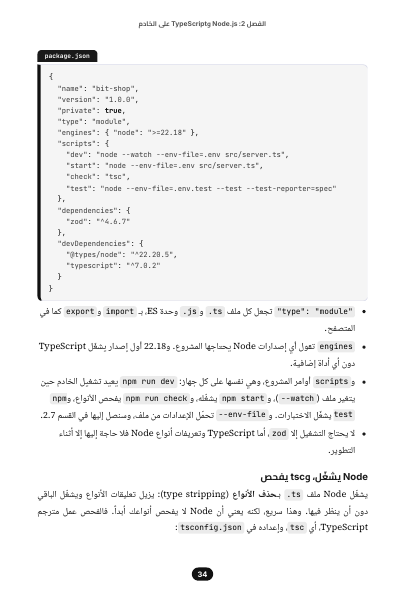 الفصل 2: Node.js وTypeScript على الخادم
package.json
{
"name": "bit-shop",
"version": "1.0.0",
"private": true,
"type": "module",
"engines": { "node": ">=22.18" },
"scripts": {
"dev": "node --watch --env-file=.env src/server.ts",
"start": "node --env-file=.env src/server.ts",
"check": "tsc",
"test": "node --env-file=.env.test --test --test-reporter=spec"
},
"dependencies": {
"zod": "^4.6.7"
},
"devDependencies": {
"@types/node": "^22.20.5",
"typescript": "^7.0.2"
}
}
• "type": "module" تجعل كل ملف .ts و .js وحدة ES، بـ import و export كما في
المتصفح.
• engines تقول أي إصدارات Node يحتاجها المشروع. و22.18 أول إصدار يشغّل TypeScript
دون أي أداة إضافية.
• و scripts أوامر المشروع، وهي نفسها على كل جهاز: npm run dev يعيد تشغيل الخادم حين
يتغير ملف ( --watch )، و npm start يشغّله، و npm run check يفحص الأنواع، و npm
test يشغّل الاختبارات. و --env-file تحمّل الإعدادات من ملف، وسنصل إليها في القسم 2.7.
• لا يحتاج التشغيل إلا zod ، أما TypeScript وتعريفات أنواع Node فلا حاجة إليها إلا أثناء
التطوير.
Node يشغّل، وtsc يفحص
يشغّل Node ملف .ts بـحذف الأنواع (type stripping): يزيل تعليقات الأنواع ويشغّل الباقي
دون أن ينظر فيها. وهذا سريع، لكنه يعني أن Node لا يفحص أنواعك أبداً. فالفحص عمل مترجم
TypeScript، أي tsc ، وإعداده في tsconfig.json :
34